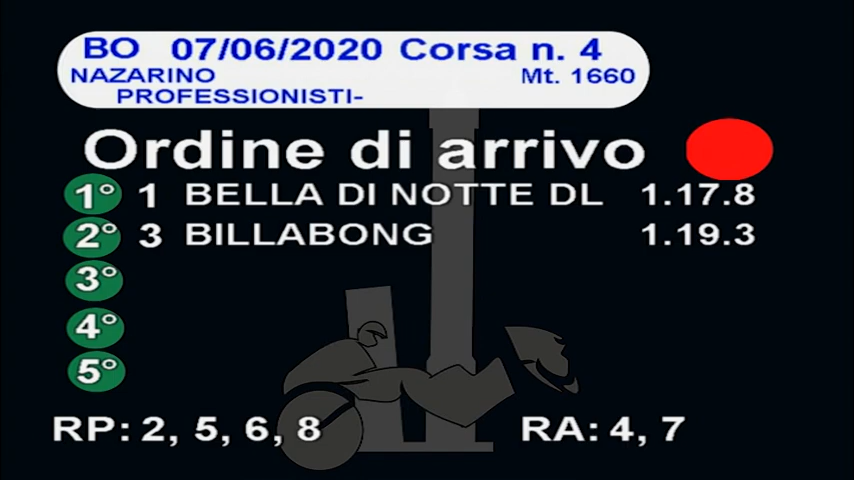 BO 07/06/2020 Corsa n. 4
NAZARINO Mt. 1660
PROFESSIONISTI-
Ordine di arrivo
1° 1 BELLA DI NOTTE DL 1.17.8
2° 3 BILLABONG 1.19.3
3°
4°
5°
RP: 2, 5, 6, 8 RA: 4, 7